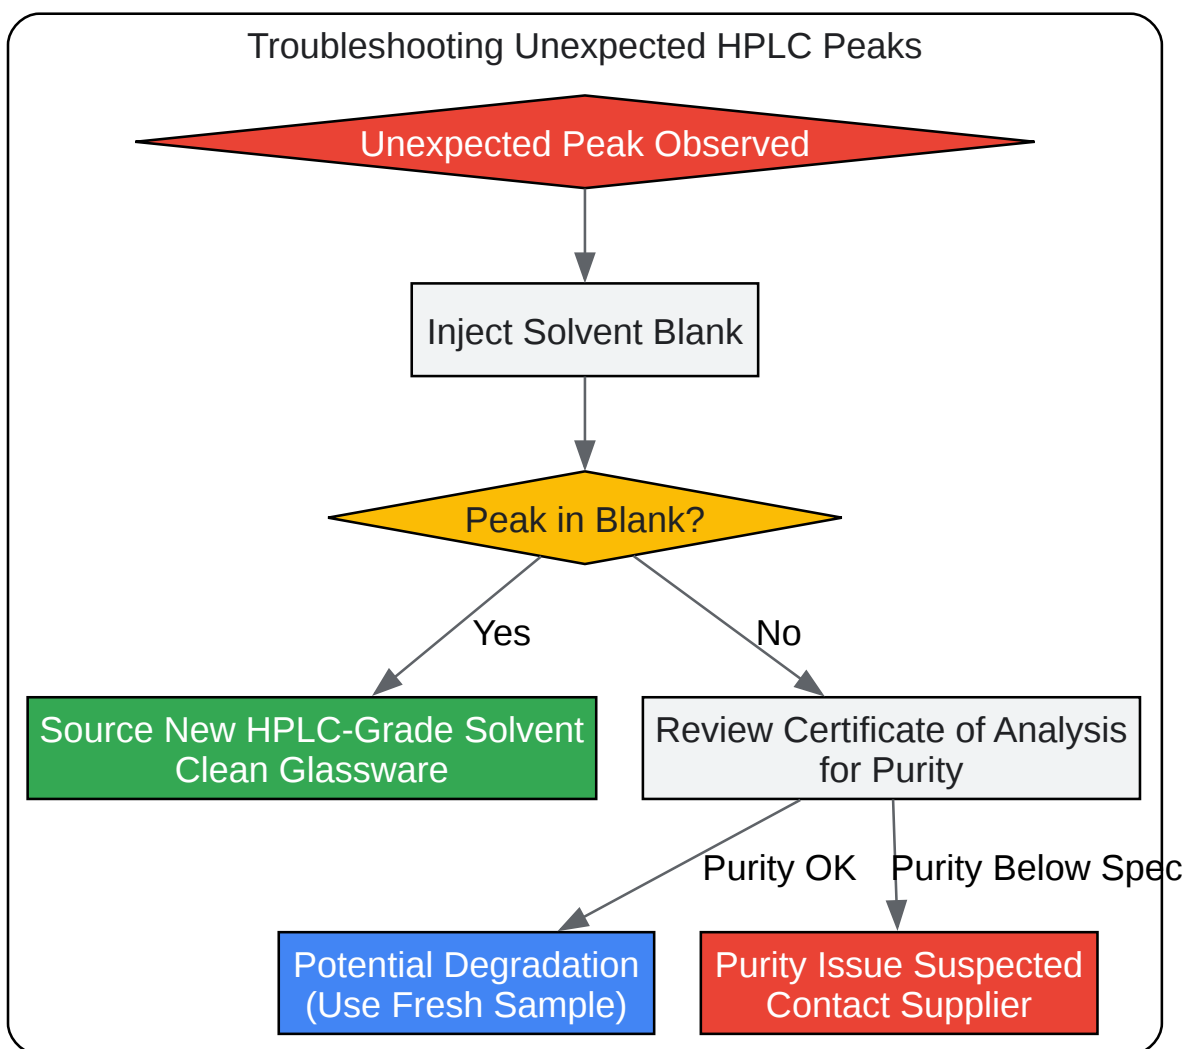 Troubleshooting Unexpected HPLC Peaks
Unexpected Peak Observed
Inject Solvent Blank
Peak in Blank?
Yes
No
Source New HPLC-Grade Solvent
Clean Glassware
Review Certificate of Analysis
for Purity
Purity OK
Purity Below Spec
Potential Degradation
(Use Fresh Sample)
Purity Issue Suspected
Contact Supplier